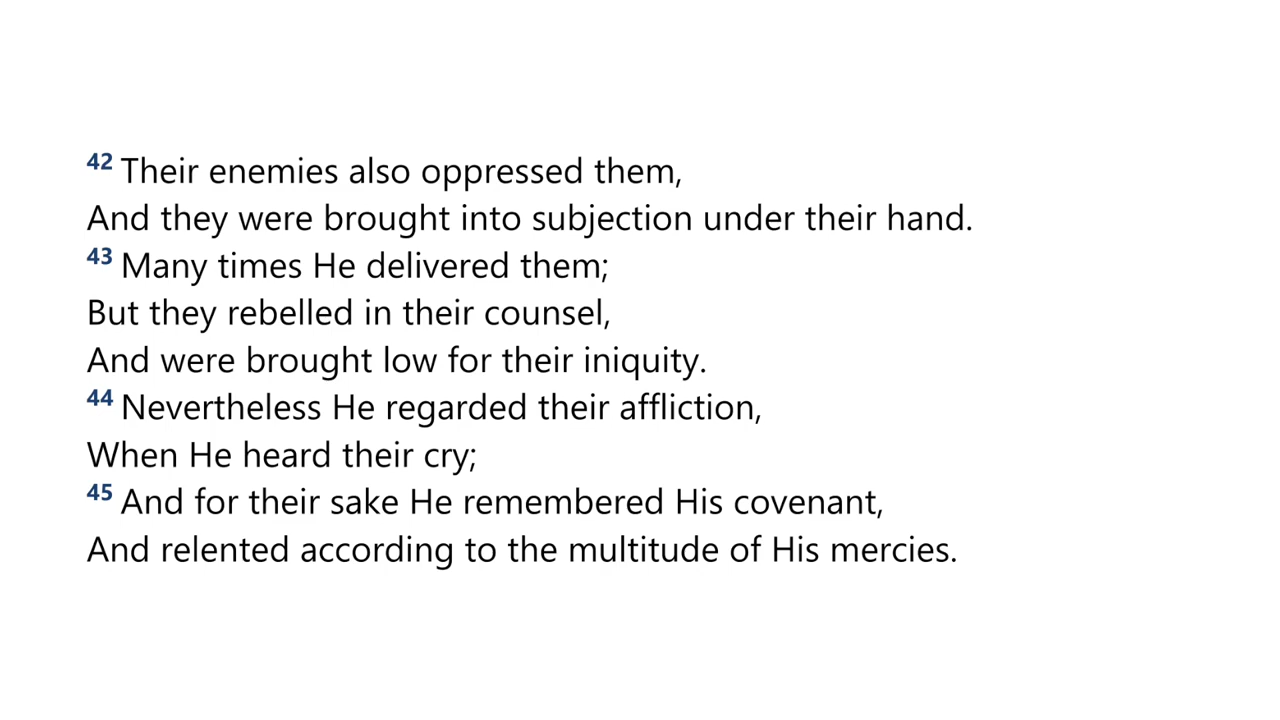 42 Their enemies also oppressed them,
And they were brought into subjection under their hand.
43 Many times He delivered them;
But they rebelled in their counsel,
And were brought low for their iniquity.
44 Nevertheless He regarded their affliction,
When He heard their cry;
45 And for their sake He remembered His covenant,
And relented according to the multitude of His mercies.